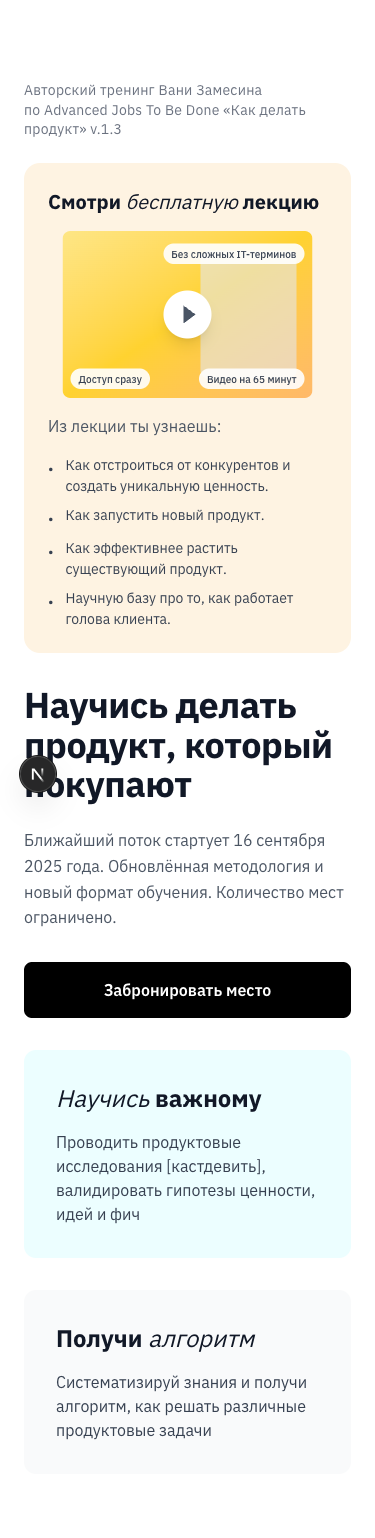 Авторский тренинг Вани Замесина
по Advanced Jobs To Be Done «Как делать
продукт» v.1.3
Смотри бесплатную лекцию
Без сложных IT-терминов
Доступ сразу
Видео на 65 минут
Из лекции ты узнаешь:
• Как отстроиться от конкурентов и
создать уникальную ценность.
• Как запустить новый продукт.
• Как эффективнее растить
существующий продукт.
• Научную базу про то, как работает
голова клиента.
Научись делать
продукт, который
покупают
N
Ближайший поток стартует 16 сентября
2025 года. Обновлённая методология и
новый формат обучения. Количество мест
ограничено.
Забронировать место
Научись важному
Проводить продуктовые
исследования [кастдевить],
валидировать гипотезы ценности,
идей и фич
Получи алгоритм
Систематизируй знания и получи
алгоритм, как решать различные
продуктовые задачи